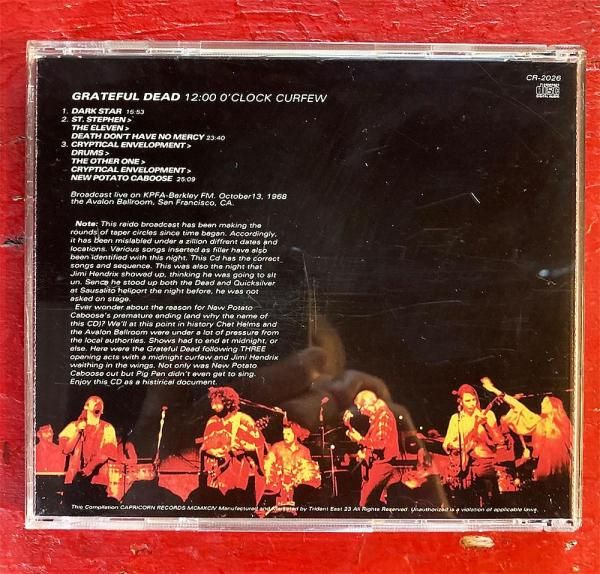 CR-2026
COMPACT
disc
DIGITAL AUDIO
GRATEFUL DEAD 12:00 O'CLOCK CURFEW
1. DARK STAR 15:53
2. ST. STEPHEN >
THE ELEVEN >
DEATH DON'T HAVE NO MERCY 23:40
3. CRYPTICAL ENVELOPMENT >
DRUMS >
THE OTHER ONE >
CRYPTICAL ENVELOPMENT >
NEW POTATO CABOOSE 25:09
Broadcast live on KPFA-Berkley FM. October13, 1968
the Avalon Ballroom, San Francisco, CA.
Note: This raido broadcast has been making the
rounds of taper circles since time began. Accordingly,
it has been mislabled under a zillion diffrent dates and
locations. Various songs inserted as filler have also
been identified with this night. This Cd has the correct
songs and sequence. This was also the night that
Jimi Hendrix showed up, thinking he was going to sit
un. Sence he stood up both the Dead and Quicksilver
at Sausalito heliport the night before, he was not
asked on stage.
Ever wonder about the reason for New Potato
Caboose's premature ending (and why the name of
this CD)? We'll at this point in history Chet Helms and
the Avalon Ballroom were under a lot of pressure from
the local authorties. Shows had to end at midnight, or
else. Here were the Grateful Dead following THREE
opening acts with a midnight curfew and Jimi Hendrix
waithing in the wings. Not only was New Potato
Caboose cut but Pig Pen didn't even get to sing.
Enjoy this CD as a histirical document.
This Compilation CAPRICORN RECORDS MCMXCIV Manufactured and Marketed by Trident East 23 All Rights Reserved. Unauthorized is a violation of applicable laws.